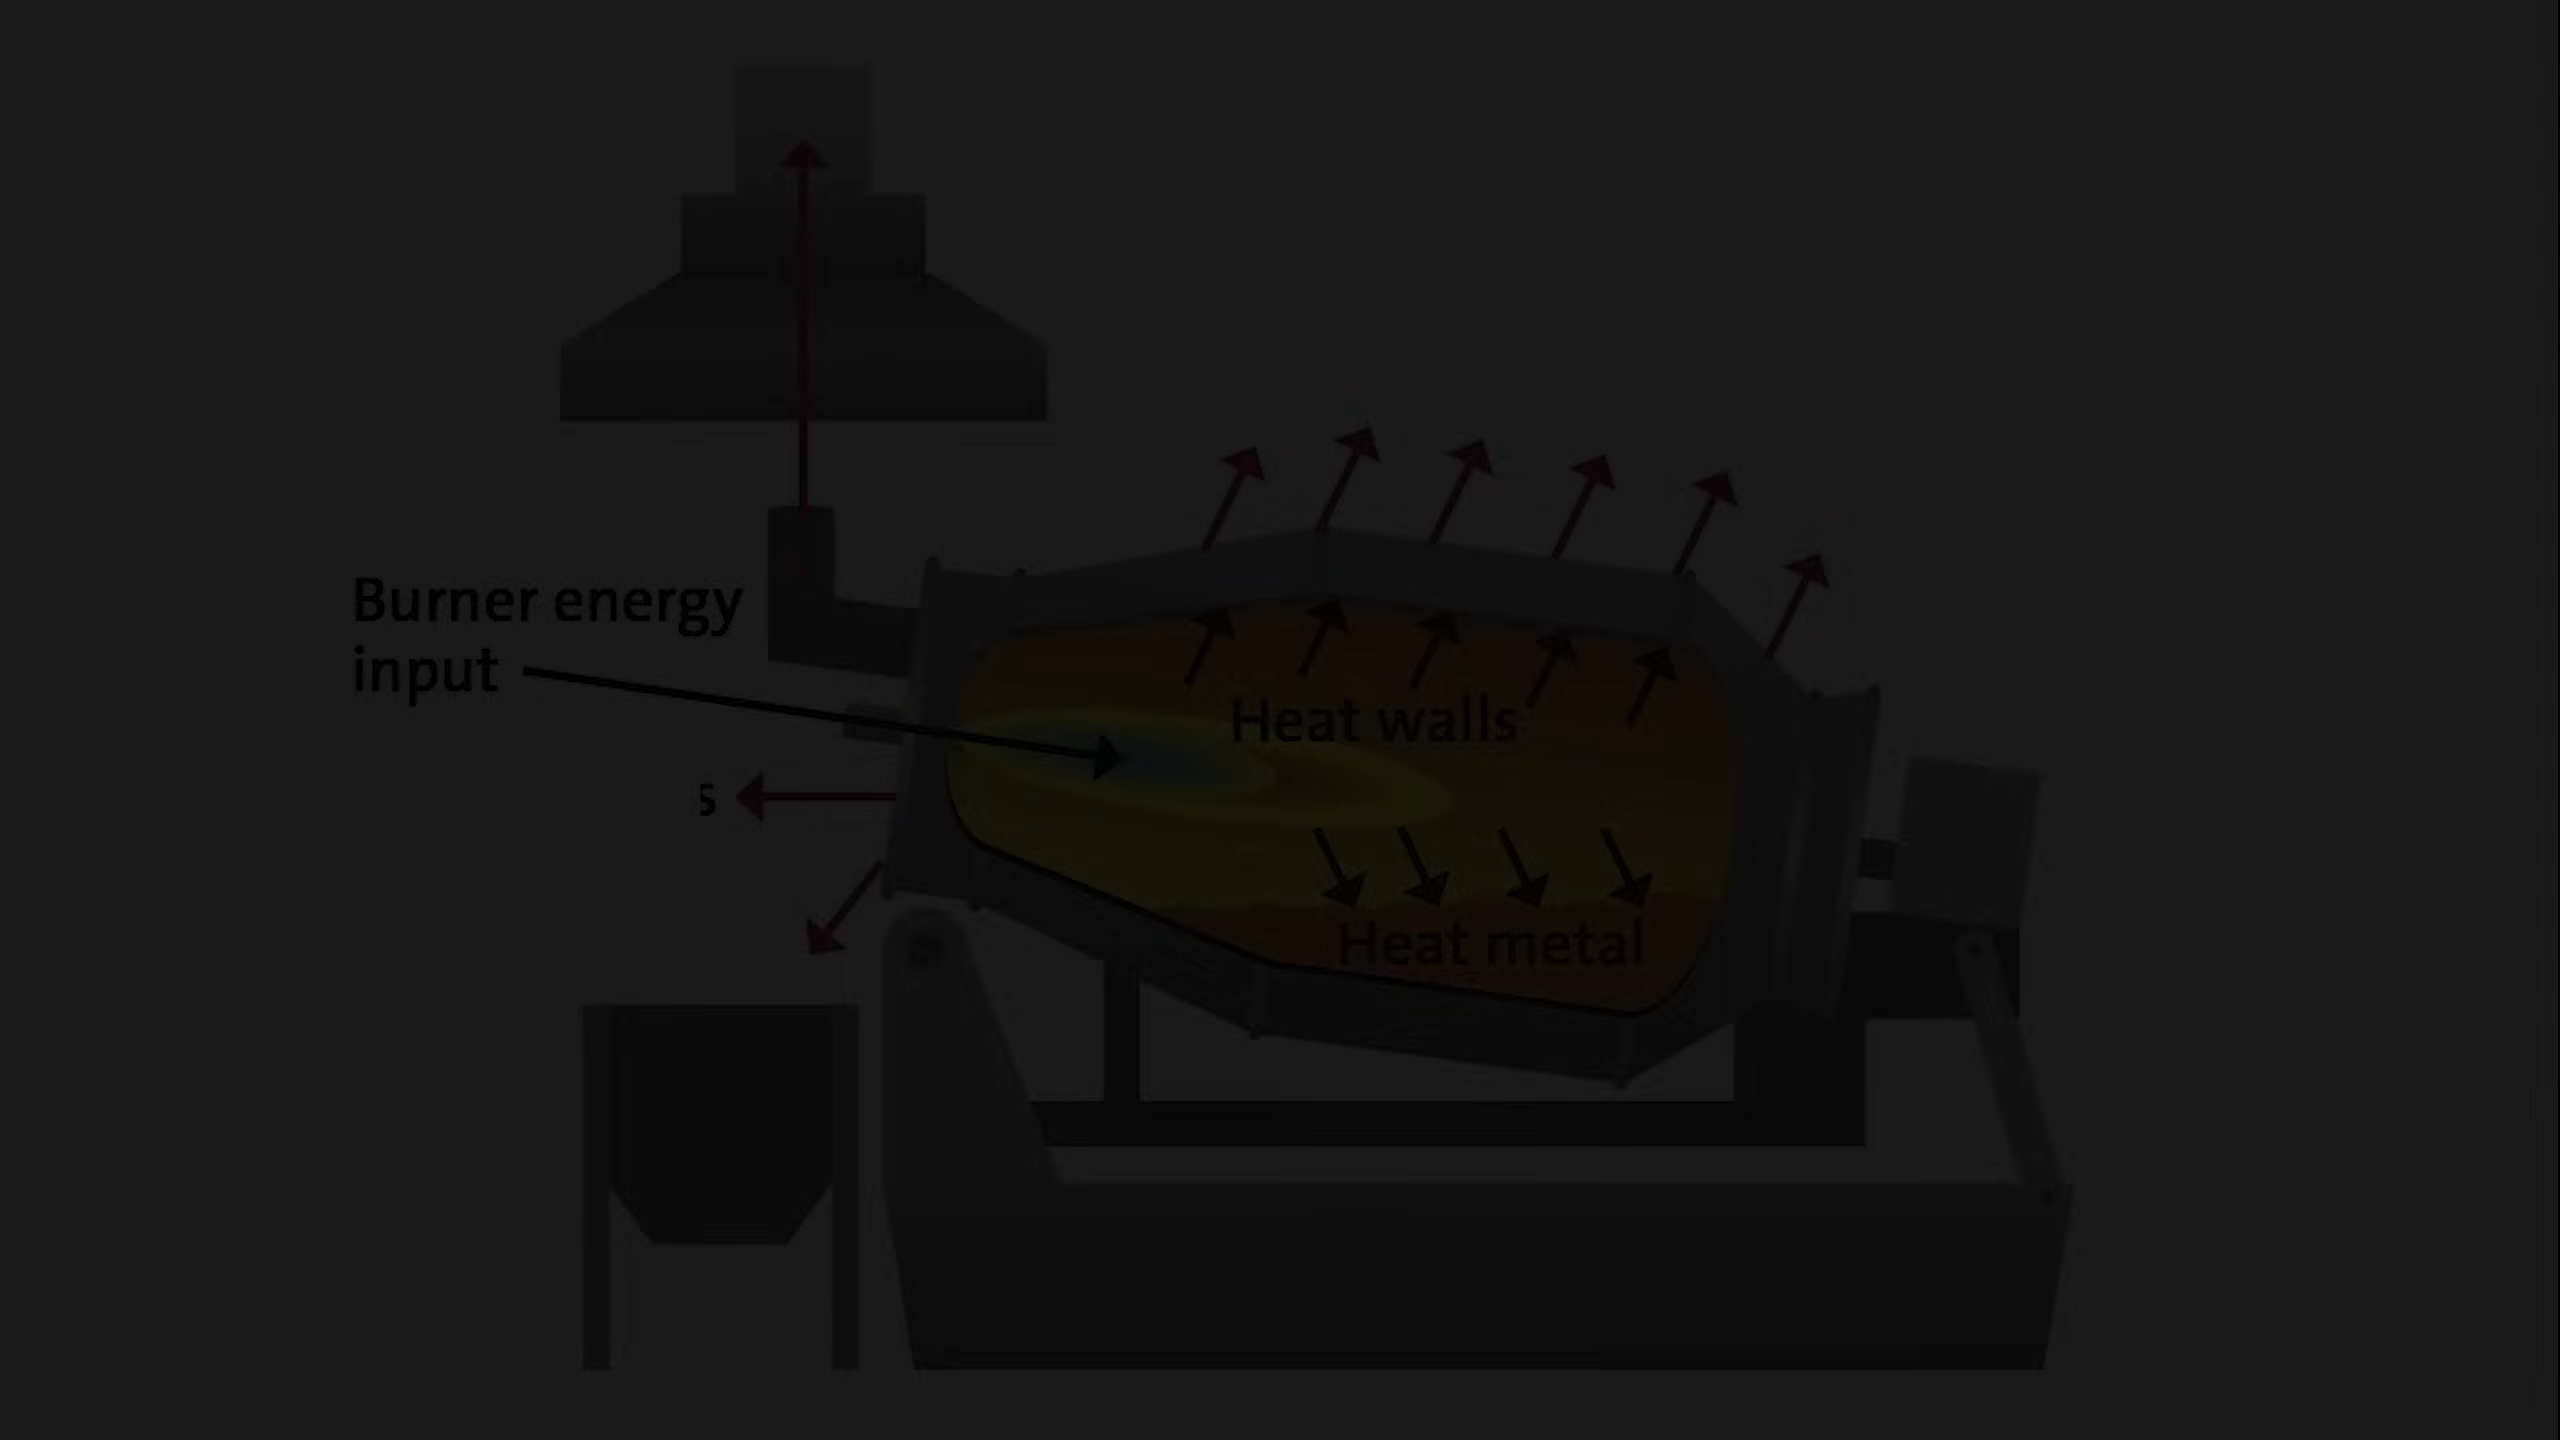 Burner energy
input
Heat walls
s
Heat metal